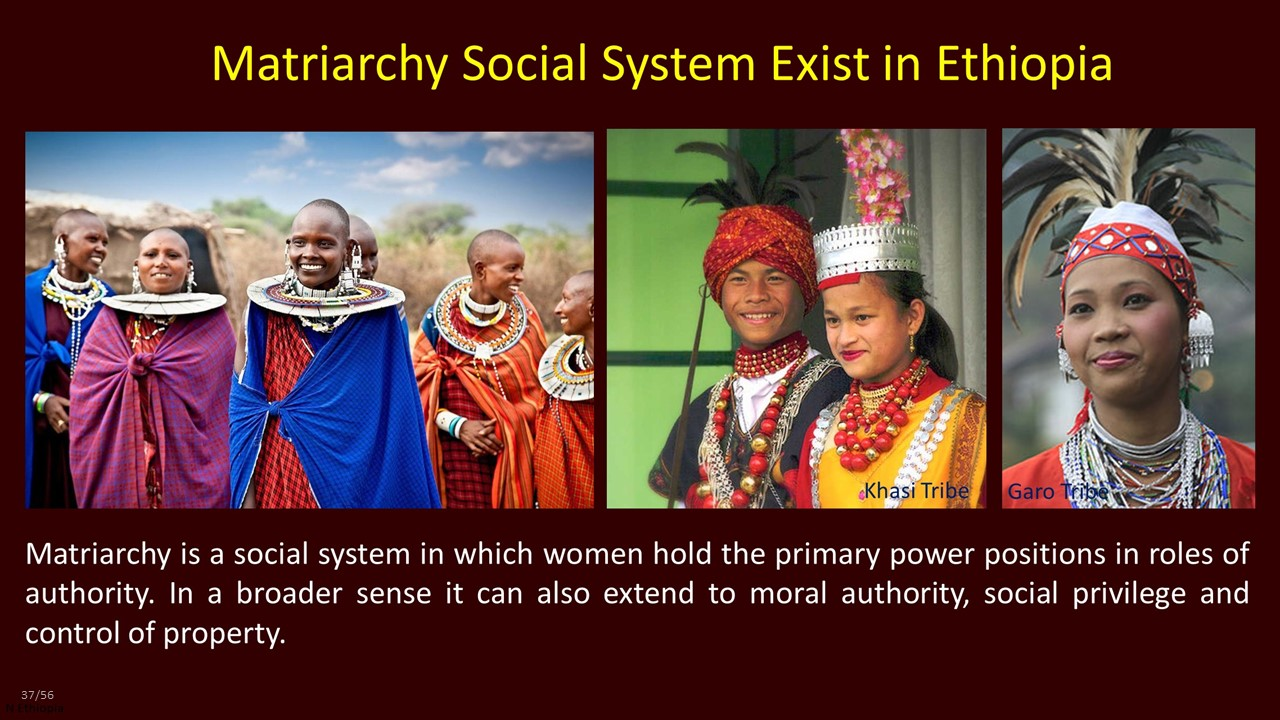 Matriarchy Social System Exist in Ethiopia
Khasi Tribe
Garo Tribe
Matriarchy is a social system in which women hold the primary power positions in roles of
authority. In a broader sense it can also extend to moral authority, social privilege and
control of property.
37/56
N Ethiopia